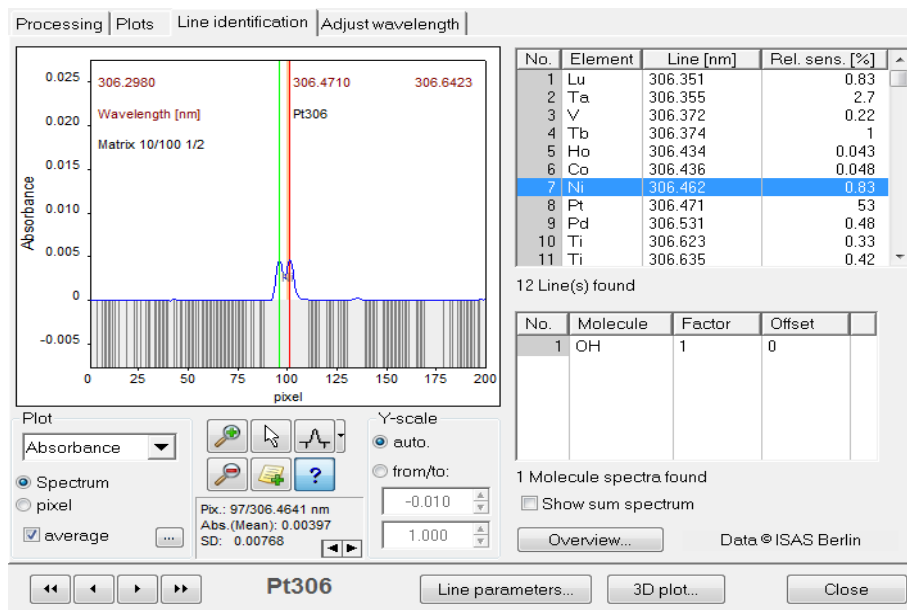 Processing Plots Line identification Adjust wavelength
0.025
0.020
0.015
0.010
0.005
0
-0.005
Absorbance
306.2980 306.4710 306.6423
Wavelength [nm] Pt306
Matrix 10/100 1/2
0 25 50 75 100 125 150 175 200
pixel
No. Element Line [nm] Rel. sens. [%]
1 Lu 306.351 0.83
2 Ta 306.355 2.7
3 V 306.372 0.22
4 Tb 306.374 1
5 Ho 306.434 0.043
6 Co 306.436 0.048
7 Ni 306.462 0.83
8 Pt 306.471 53
9 Pd 306.531 0.48
10 Ti 306.623 0.33
11 Ti 306.635 0.42
12 Line(s) found
No. Molecule Factor Offset
1 OH 1 0
1 Molecule spectra found
Show sum spectrum
Overview... Data © ISAS Berlin
Plot
Absorbance
Spectrum
pixel
average ...
?
Pix.: 97/306.4641 nm
Abs.(Mean): 0.00397
SD: 0.00768
Y-scale
auto.
from/to:
-0.010
1.000
Pt306 Line parameters... 3D plot... Close